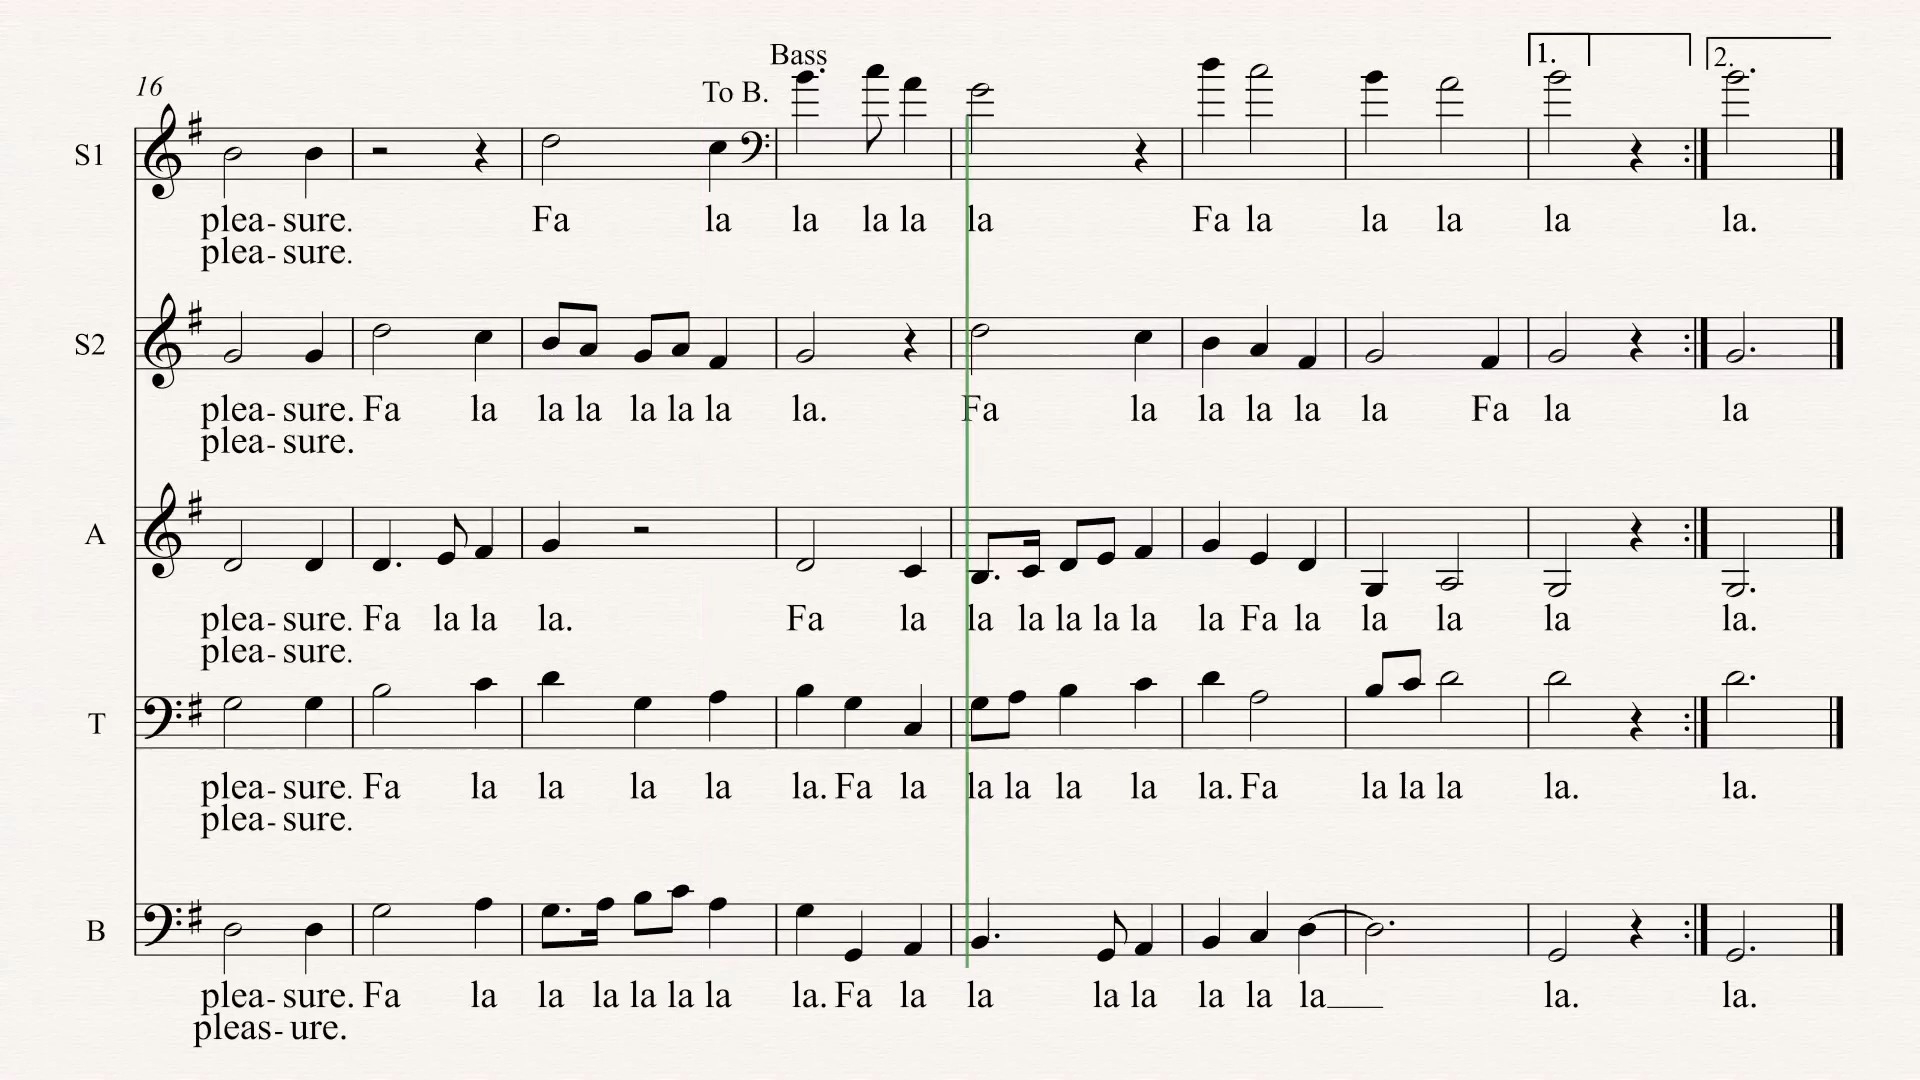 Bass
16
To B.
1.
2.
S1
plea- sure. Fa la la la la la Fa la la la la la.
plea- sure.
S2
plea- sure. Fa la la la la la la la. Fa la la la la la Fa la la
plea- sure.
A
plea- sure. Fa la la la. Fa la la la la la la la Fa la la la la la.
plea- sure.
T
plea- sure. Fa la la la la la. Fa la la la la la la. Fa la la la la. la.
plea- sure.
B
plea- sure. Fa la la la la la la la. Fa la la la la la la la la. la.
pleas- ure.